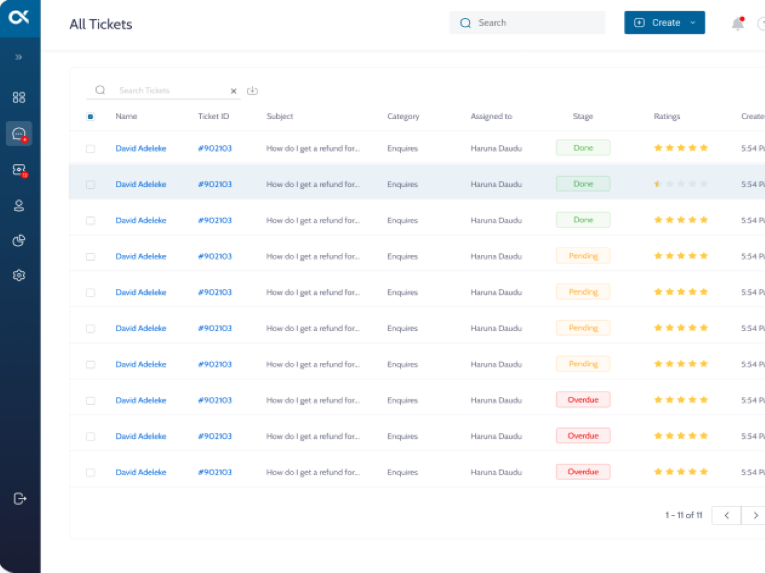 All Tickets
Search
Create
Search Tickets
Name Ticket ID Subject Category Assigned to Stage Ratings Create
David Adeleke #902103 How do I get a refund for... Enquires Haruna Daudu Done 5:54 P
David Adeleke #902103 How do I get a refund for... Enquires Haruna Daudu Done 5:54 P
David Adeleke #902103 How do I get a refund for... Enquires Haruna Daudu Done 5:54 P
David Adeleke #902103 How do I get a refund for... Enquires Haruna Daudu Pending 5:54 P
David Adeleke #902103 How do I get a refund for... Enquires Haruna Daudu Pending 5:54 P
David Adeleke #902103 How do I get a refund for... Enquires Haruna Daudu Pending 5:54 P
David Adeleke #902103 How do I get a refund for... Enquires Haruna Daudu Pending 5:54 P
David Adeleke #902103 How do I get a refund for... Enquires Haruna Daudu Overdue 5:54 P
David Adeleke #902103 How do I get a refund for... Enquires Haruna Daudu Overdue 5:54 P
David Adeleke #902103 How do I get a refund for... Enquires Haruna Daudu Overdue 5:54 P
1 - 11 of 11